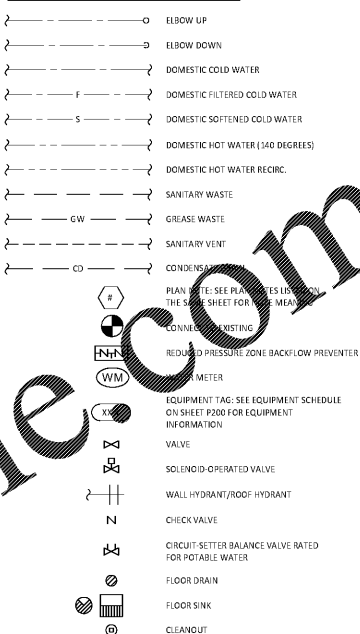 ELBOW UP
ELBOW DOWN
DOMESTIC COLD WATER
F DOMESTIC FILTERED COLD WATER
S DOMESTIC SOFTENED COLD WATER
DOMESTIC HOT WATER (140 DEGREES)
DOMESTIC HOT WATER RECIRC.
SANITARY WASTE
GW GREASE WASTE
SANITARY VENT
CD
# PLAN NOTE: SEE PLAN NOTES LISTED ON
THE SAME SHEET FOR NOTE MEANING
CONNECT TO EXISTING
REDUCED PRESSURE ZONE BACKFLOW PREVENTER
WM WATER METER
EQUIPMENT TAG: SEE EQUIPMENT SCHEDULE
ON SHEET P200 FOR EQUIPMENT
INFORMATION
VALVE
SOLENOID-OPERATED VALVE
WALL HYDRANT/ROOF HYDRANT
CHECK VALVE
CIRCUIT-SETTER BALANCE VALVE RATED
FOR POTABLE WATER
FLOOR DRAIN
FLOOR SINK
CLEANOUT
e.com